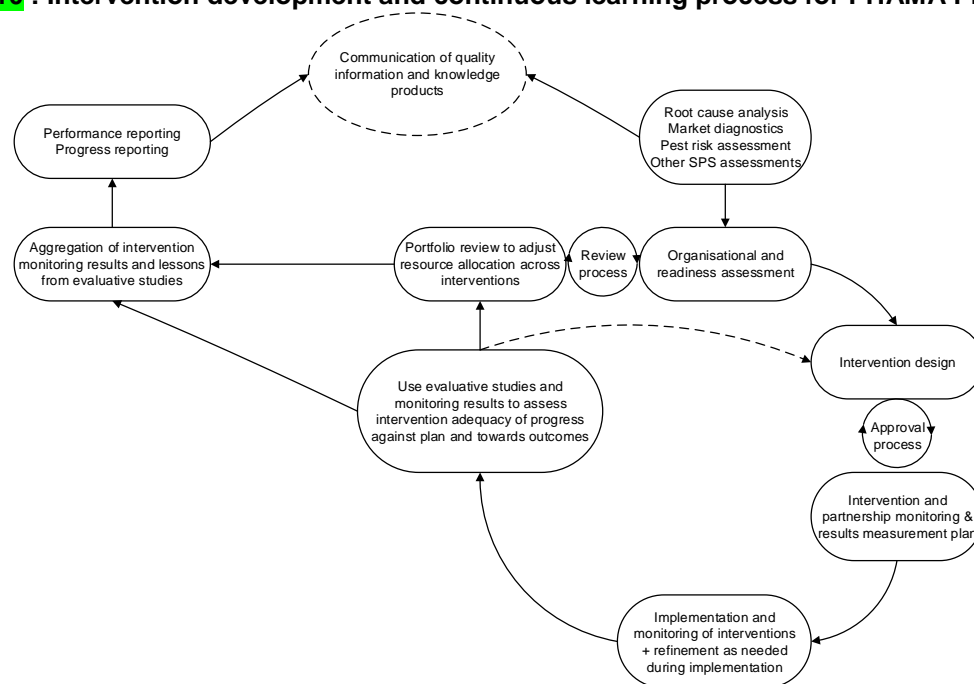 : Intervention development and continuous learning process for
Communication of quality
information and knowledge
products
Root cause analysis
Market diagnostics
Pest risk assessment
Other SPS assessments
Performance reporting
Progress reporting
Aggregation of intervention
monitoring results and lessons
from evaluative studies
Portfolio review to adjust
resource allocation across
interventions
Review
process
Organisational and
readiness assessment
Intervention design
Use evaluative studies and
monitoring results to assess
intervention adequacy of progress
against plan and towards outcomes
Approval
process
Intervention and
partnership monitoring &
results measurement plan
Implementation and
monitoring of interventions
+ refinement as needed
during implementation